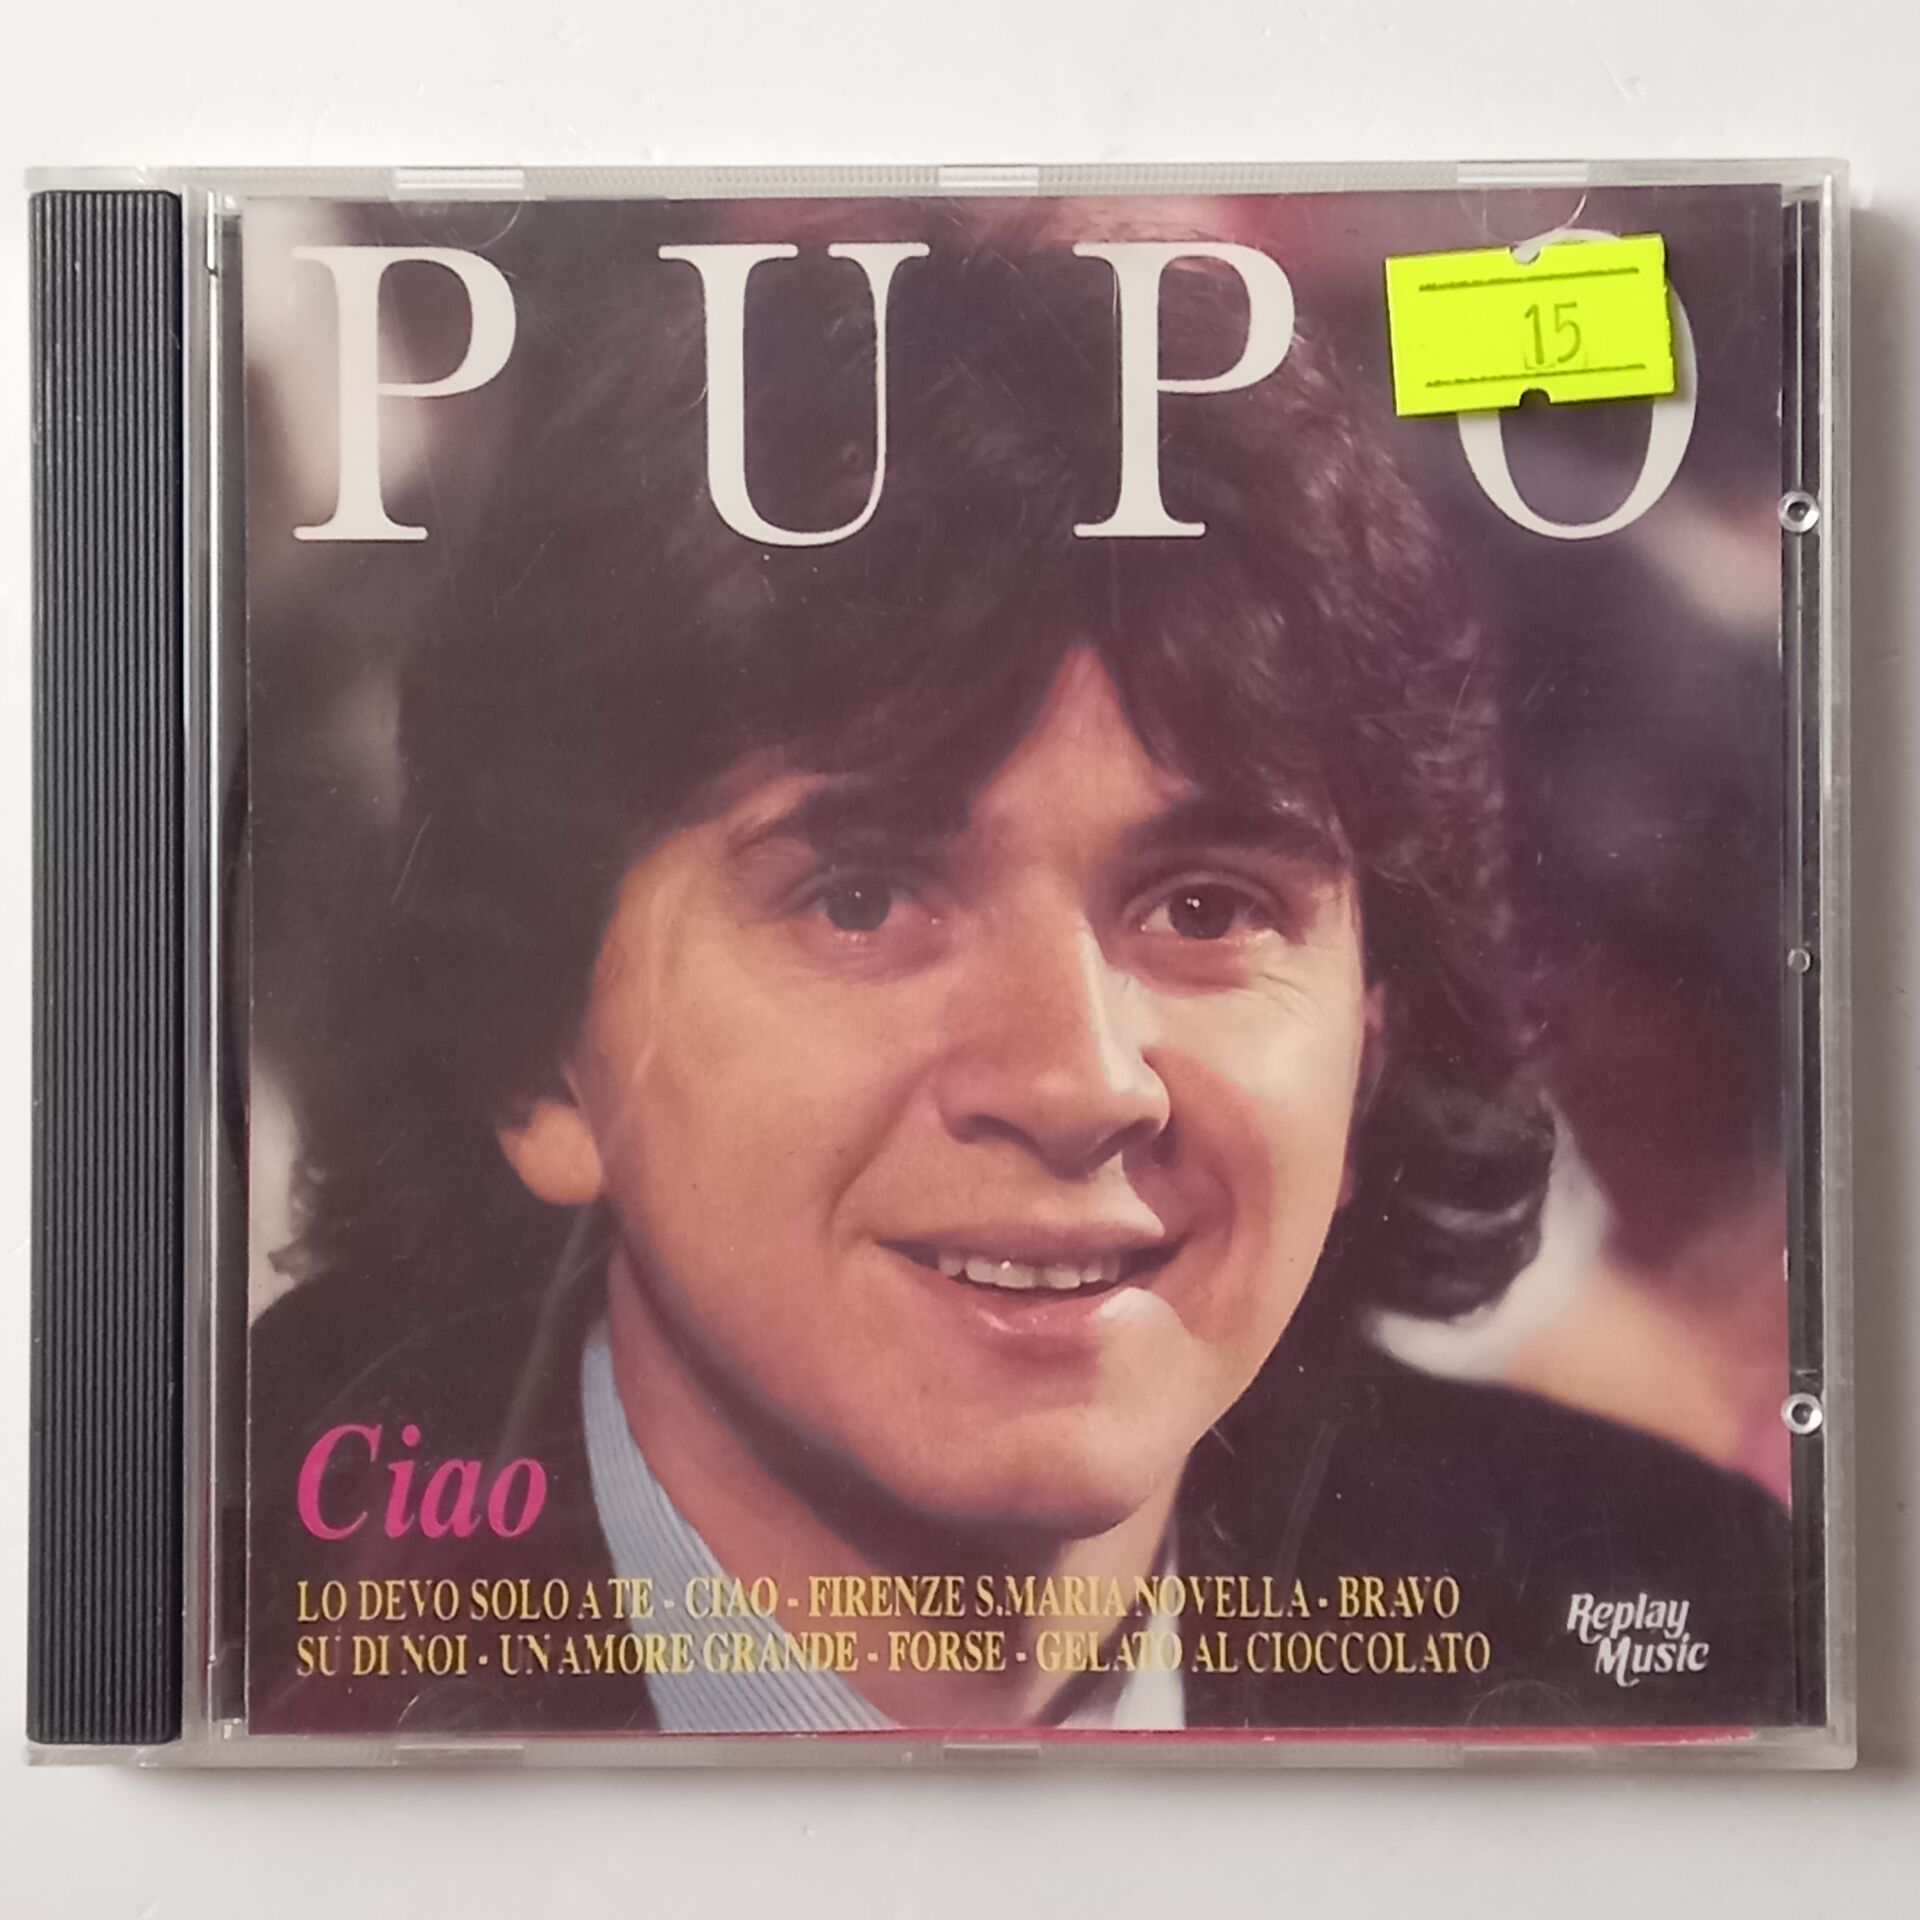 PUPO
15
Ciao
LO DEVO SOLO A TE - CIAO - FIRENZE S.MARIA NOVELLA - BRAVO
SU DI NOI - UN AMORE GRANDE - FORSE - GELATO AL CIOCCOLATO
Replay
Music